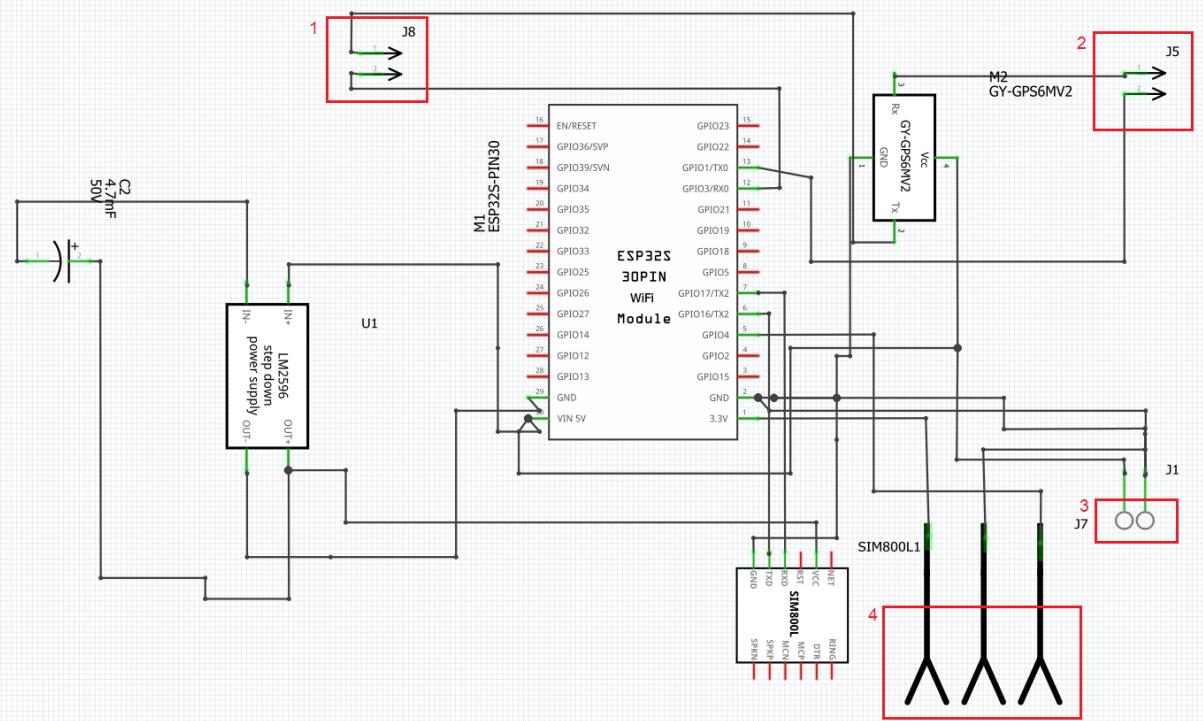 1
J8
1
2
2
J5
1
2
M2
GY-GPS6MV2
3
Rx
GY-GPS6MV2
GND
Vcc
1
4
Tx
2
C2
4.7mF
50V
+
1
2
M1
ESP32S-PIN30
16 EN/RESET
17 GPIO36/SVP
18 GPIO39/SVN
19 GPIO34
20 GPIO35
21 GPIO32
22 GPIO33
23 GPIO25
24 GPIO26
25 GPIO27
26 GPIO14
27 GPIO12
28 GPIO13
29 GND
VIN 5V
ESP32S
30PIN
WiFi
Module
GPIO23 15
GPIO22 14
GPIO1/TX0 13
GPIO3/RX0 12
GPIO21 11
GPIO19 10
GPIO18 9
GPIO5 8
GPIO17/TX2 7
GPIO16/TX2 6
GPIO4 5
GPIO2 4
GPIO15 3
GND 2
3.3V 1
IN-
IN+
LM2596
step down
power supply
OUT-
OUT+
U1
J1
3
J7
SIM800L1
GND
TXD
RXD
RST
VCC
NET
SIM800L
SPKN
SPKP
MCN
MCP
DTR
RING
4